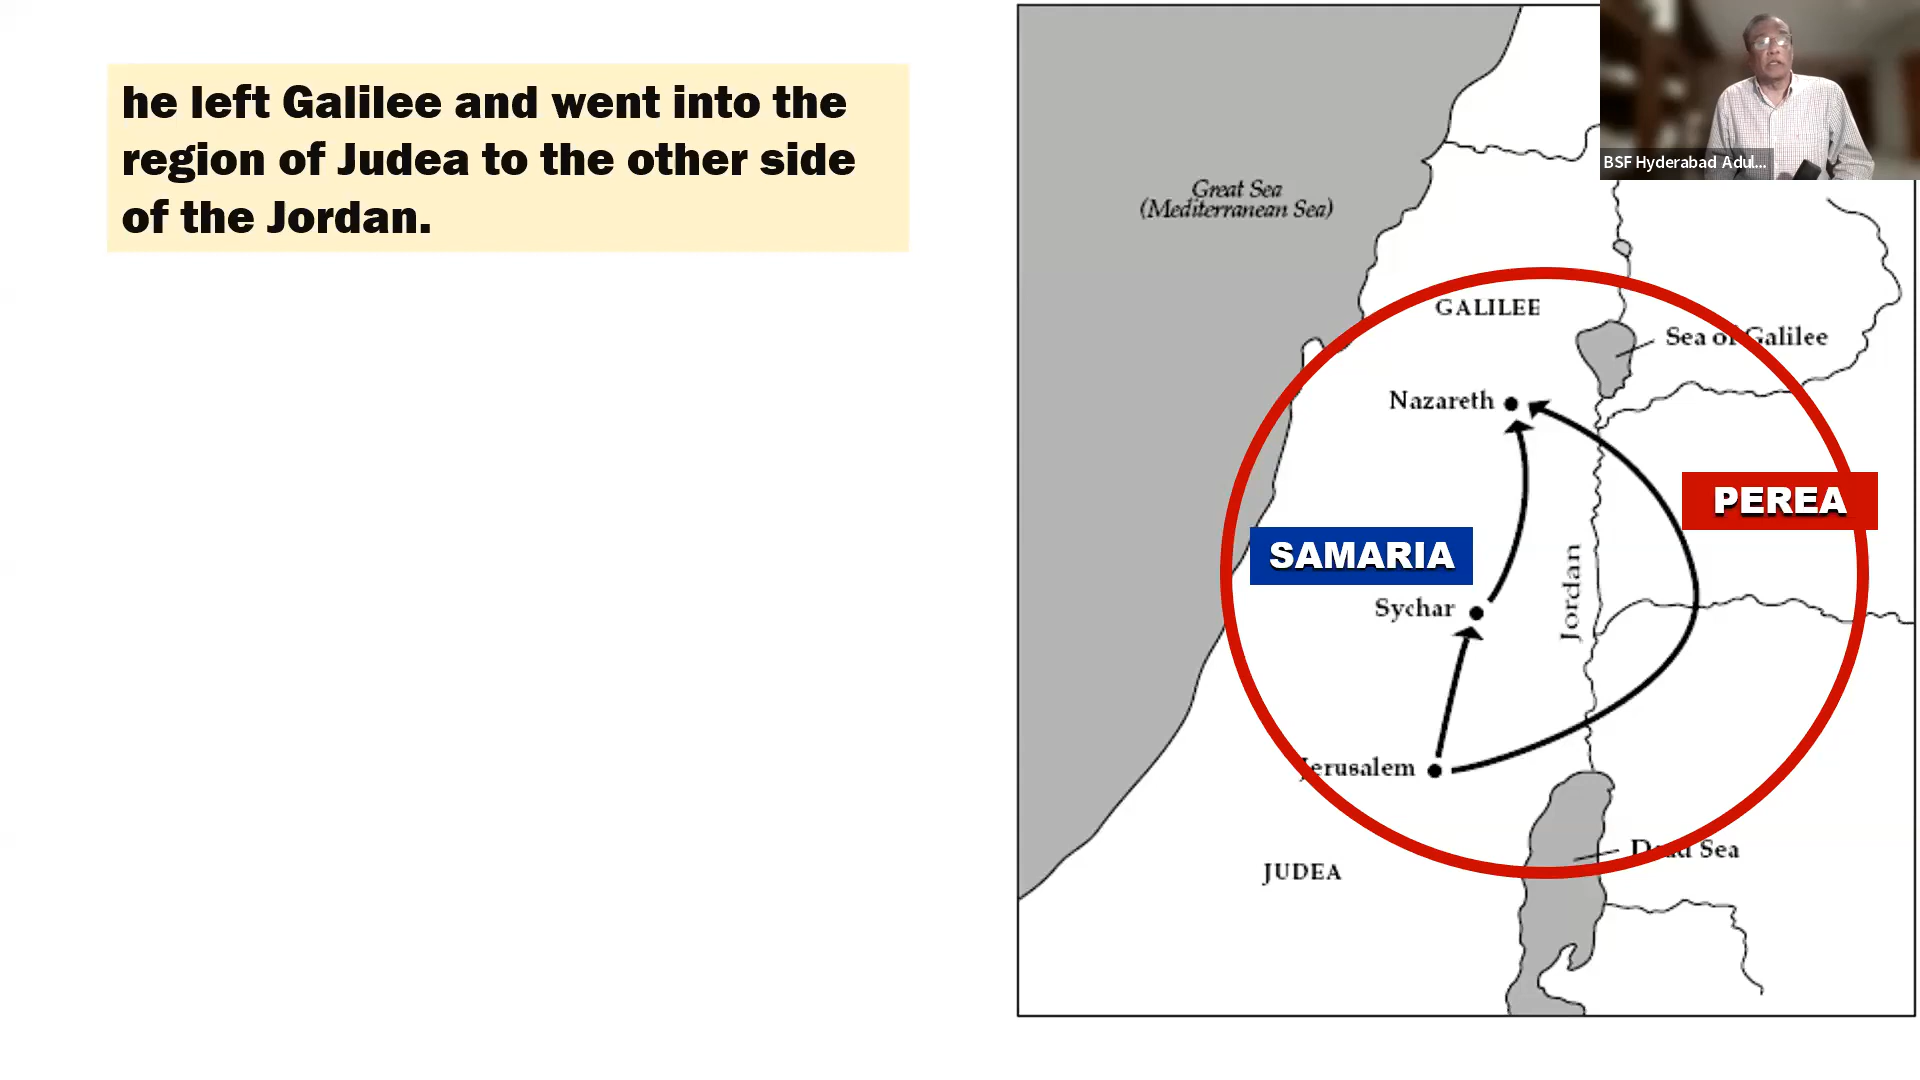 he left Galilee and went into the
region of Judea to the other side
of the Jordan.
BSF Hyderabad Adul...
Great Sea
(Mediterranean Sea)
GALILEE
Sea of Galilee
Nazareth
PEREA
SAMARIA
Jordan
Sychar
Jerusalem
Dead Sea
JUDEA